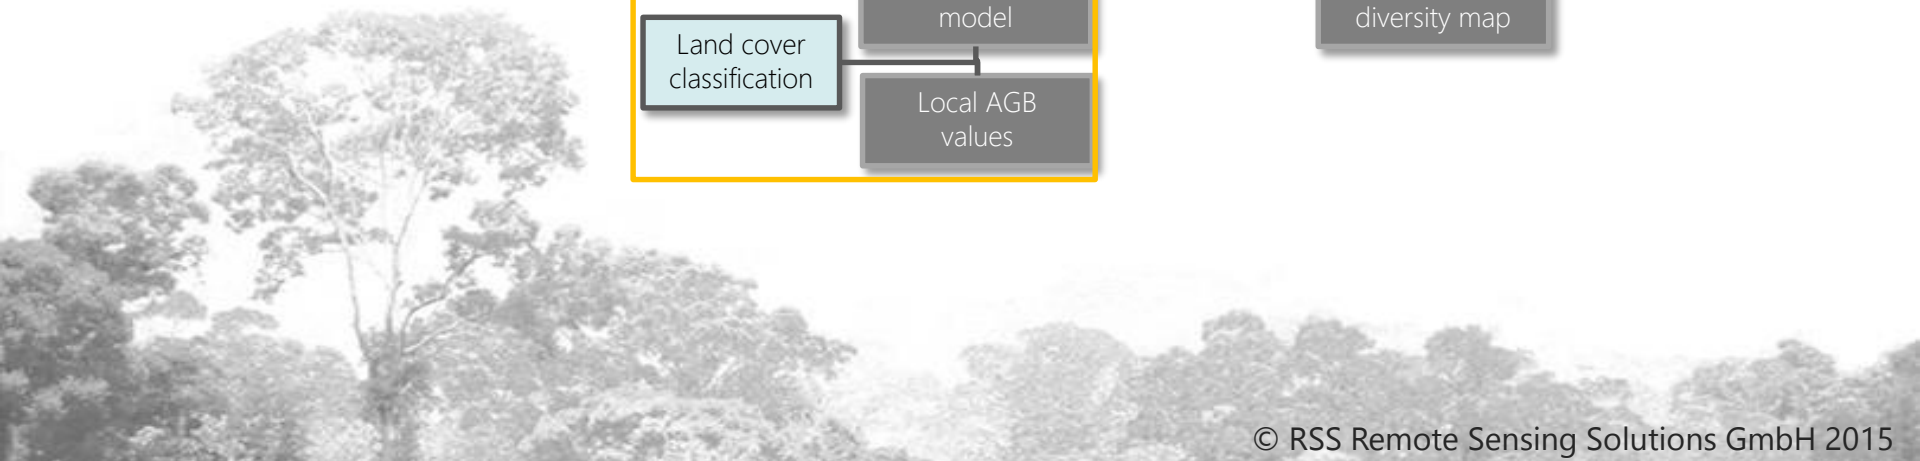 model
diversity map
Land cover
classification
Local AGB
values
© RSS Remote Sensing Solutions GmbH 2015